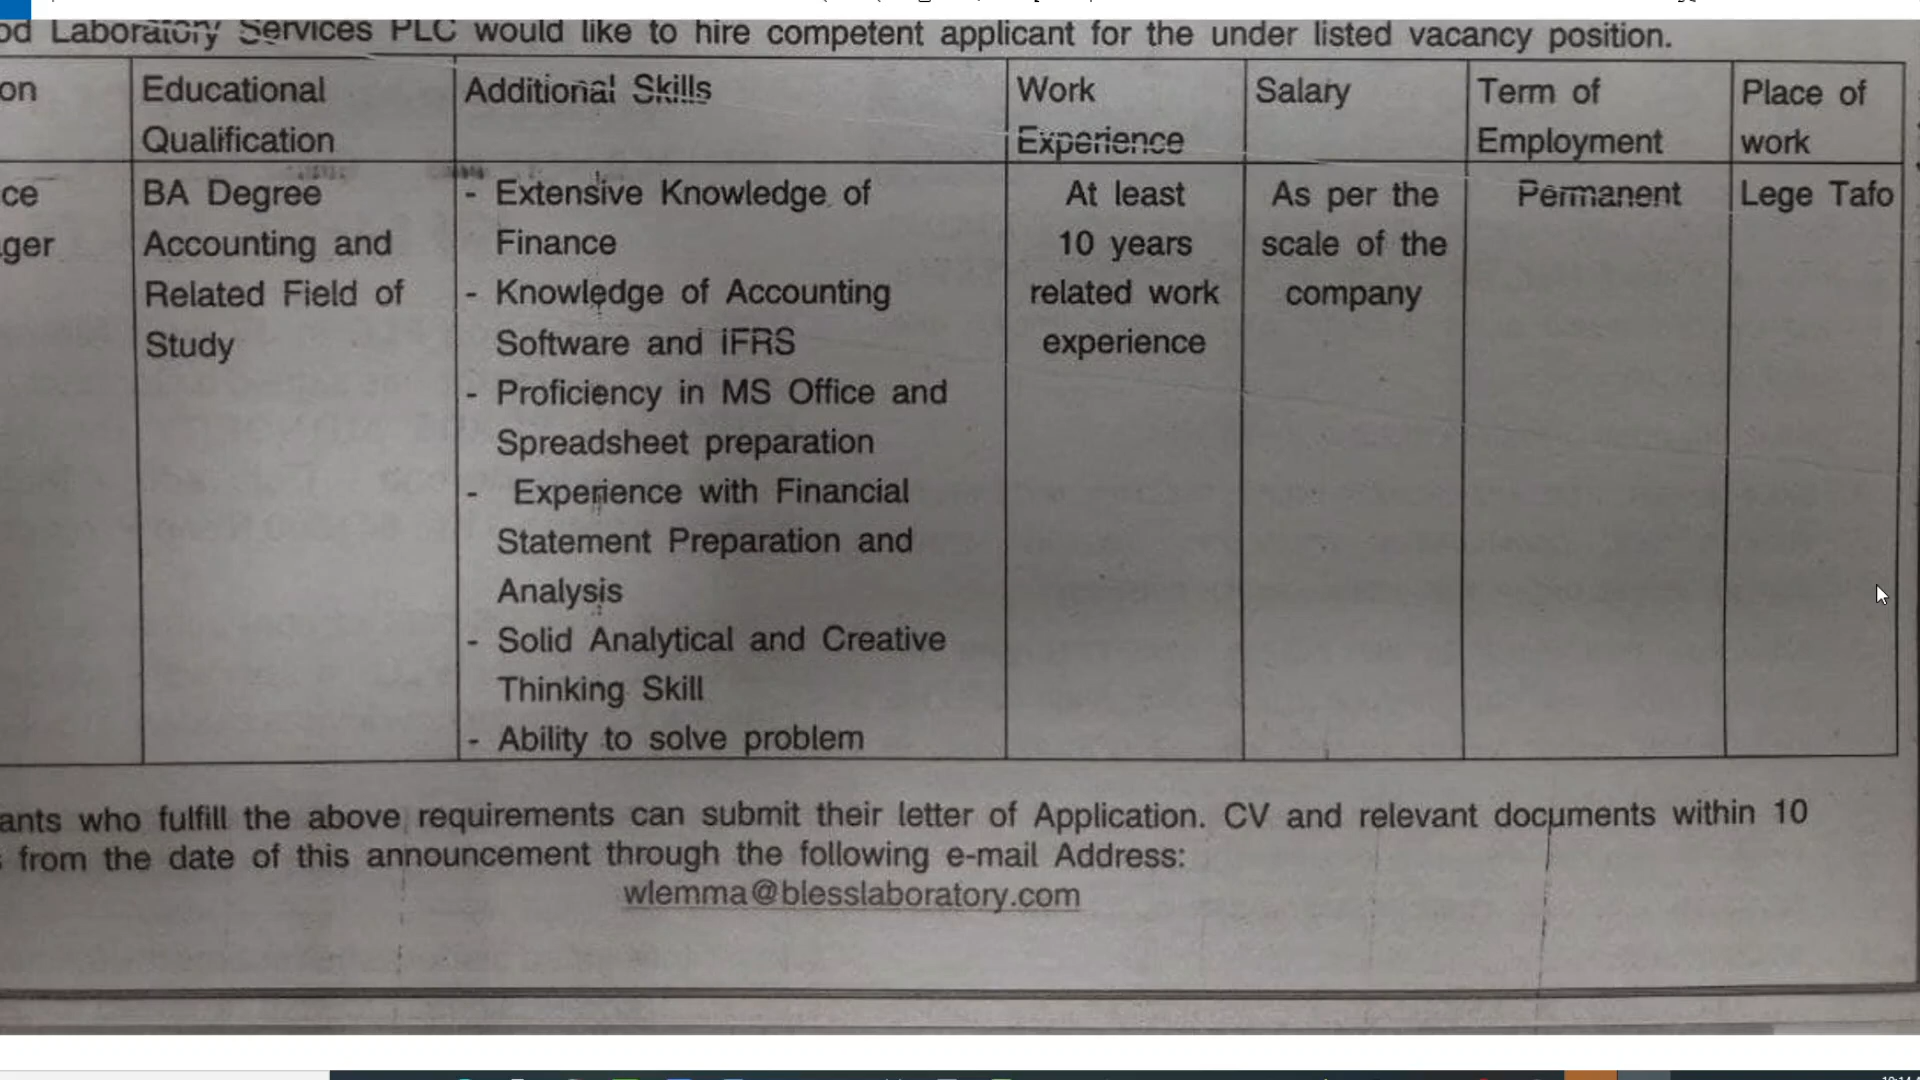 od Laboratory Services PLC would like to hire competent applicant for the under listed vacancy position.
on
Educational
Qualification
Additional Skills
Work
Experience
Salary
Term of
Employment
Place of
work
ce
ger
BA Degree
Accounting and
Related Field of
Study
- Extensive Knowledge of
Finance
- Knowledge of Accounting
Software and IFRS
- Proficiency in MS Office and
Spreadsheet preparation
- Experience with Financial
Statement Preparation and
Analysis
- Solid Analytical and Creative
Thinking Skill
- Ability to solve problem
At least
10 years
related work
experience
As per the
scale of the
company
Permanent
Lege Tafo
ants who fulfill the above requirements can submit their letter of Application. CV and relevant documents within 10
s from the date of this announcement through the following e-mail Address:
wlemma@blesslaboratory.com